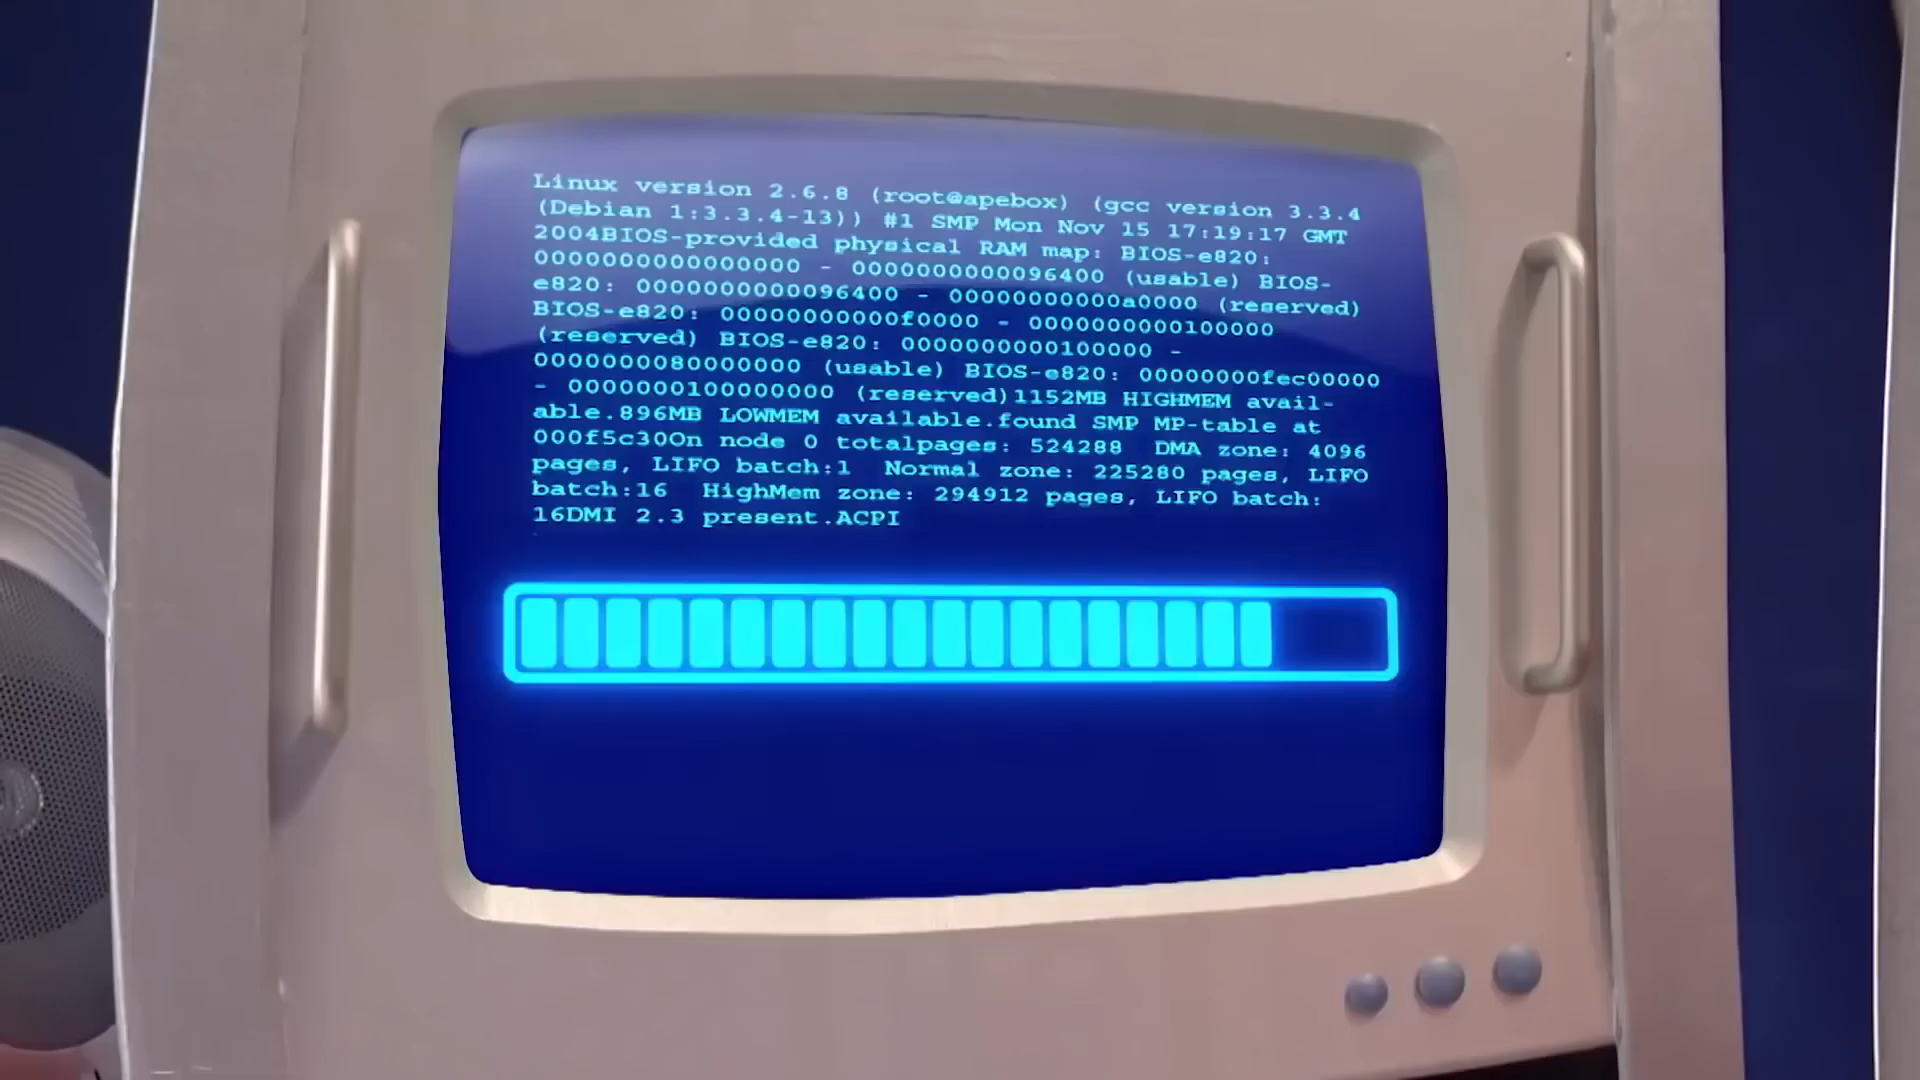 Linux version 2.6.8 (root@apebox) (gcc version 3.3.4
(Debian 1:3.3.4-13)) #1 SMP Mon Nov 15 17:19:17 GMT
2004BIOS-provided physical RAM map: BIOS-e820:
0000000000000000 - 0000000000096400 (usable) BIOS-
e820: 0000000000096400 - 00000000000a0000 (reserved)
BIOS-e820: 00000000000f0000 - 0000000000100000
(reserved) BIOS-e820: 0000000000100000 -
0000000080000000 (usable) BIOS-e820: 00000000fec00000
- 0000000100000000 (reserved)1152MB HIGHMEM avail-
able.896MB LOWMEM available.found SMP MP-table at
000f5c30On node 0 totalpages: 524288  DMA zone: 4096
pages, LIFO batch:1  Normal zone: 225280 pages, LIFO
batch:16  HighMem zone: 294912 pages, LIFO batch:
16DMI 2.3 present.ACPI